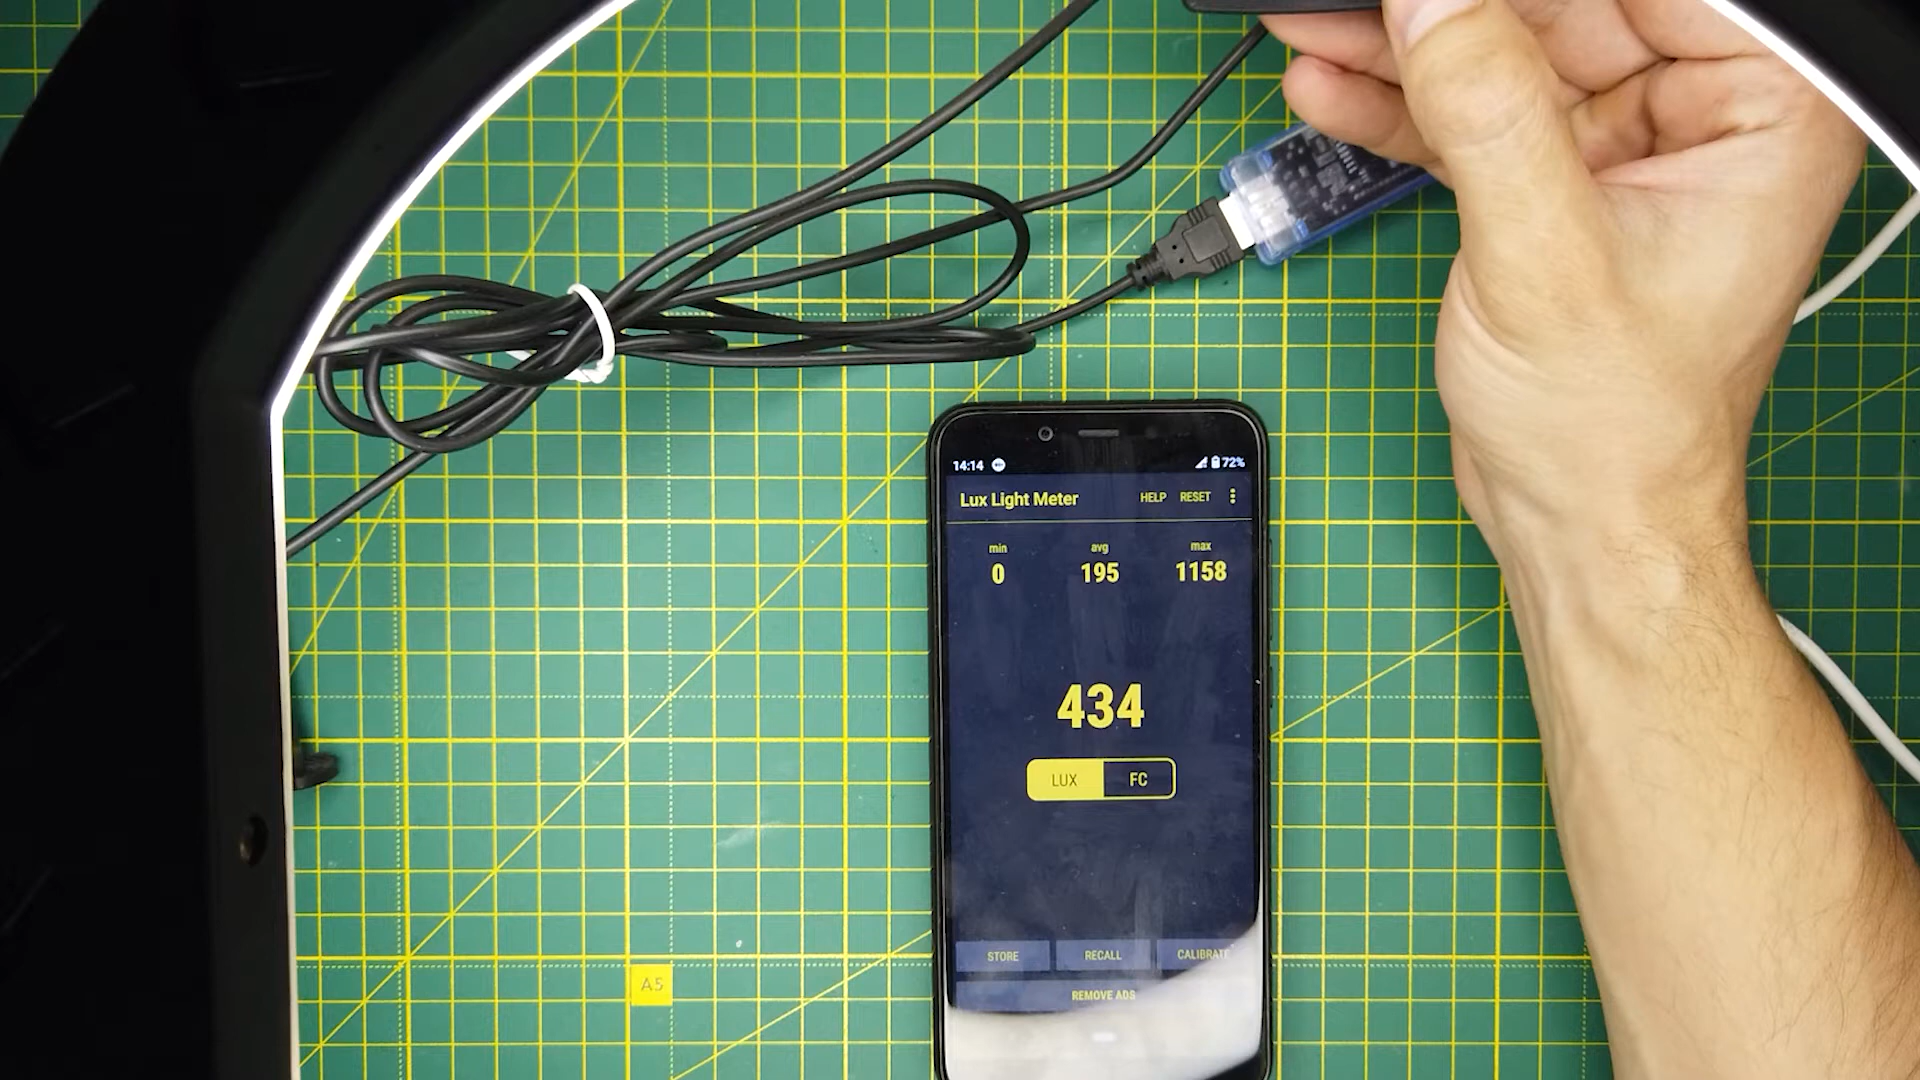 14:14
72%
Lux Light Meter
HELP
RESET
min
avg
max
0
195
1158
434
LUX
FC
STORE
RECALL
CALIBRATE
REMOVE ADS
A5